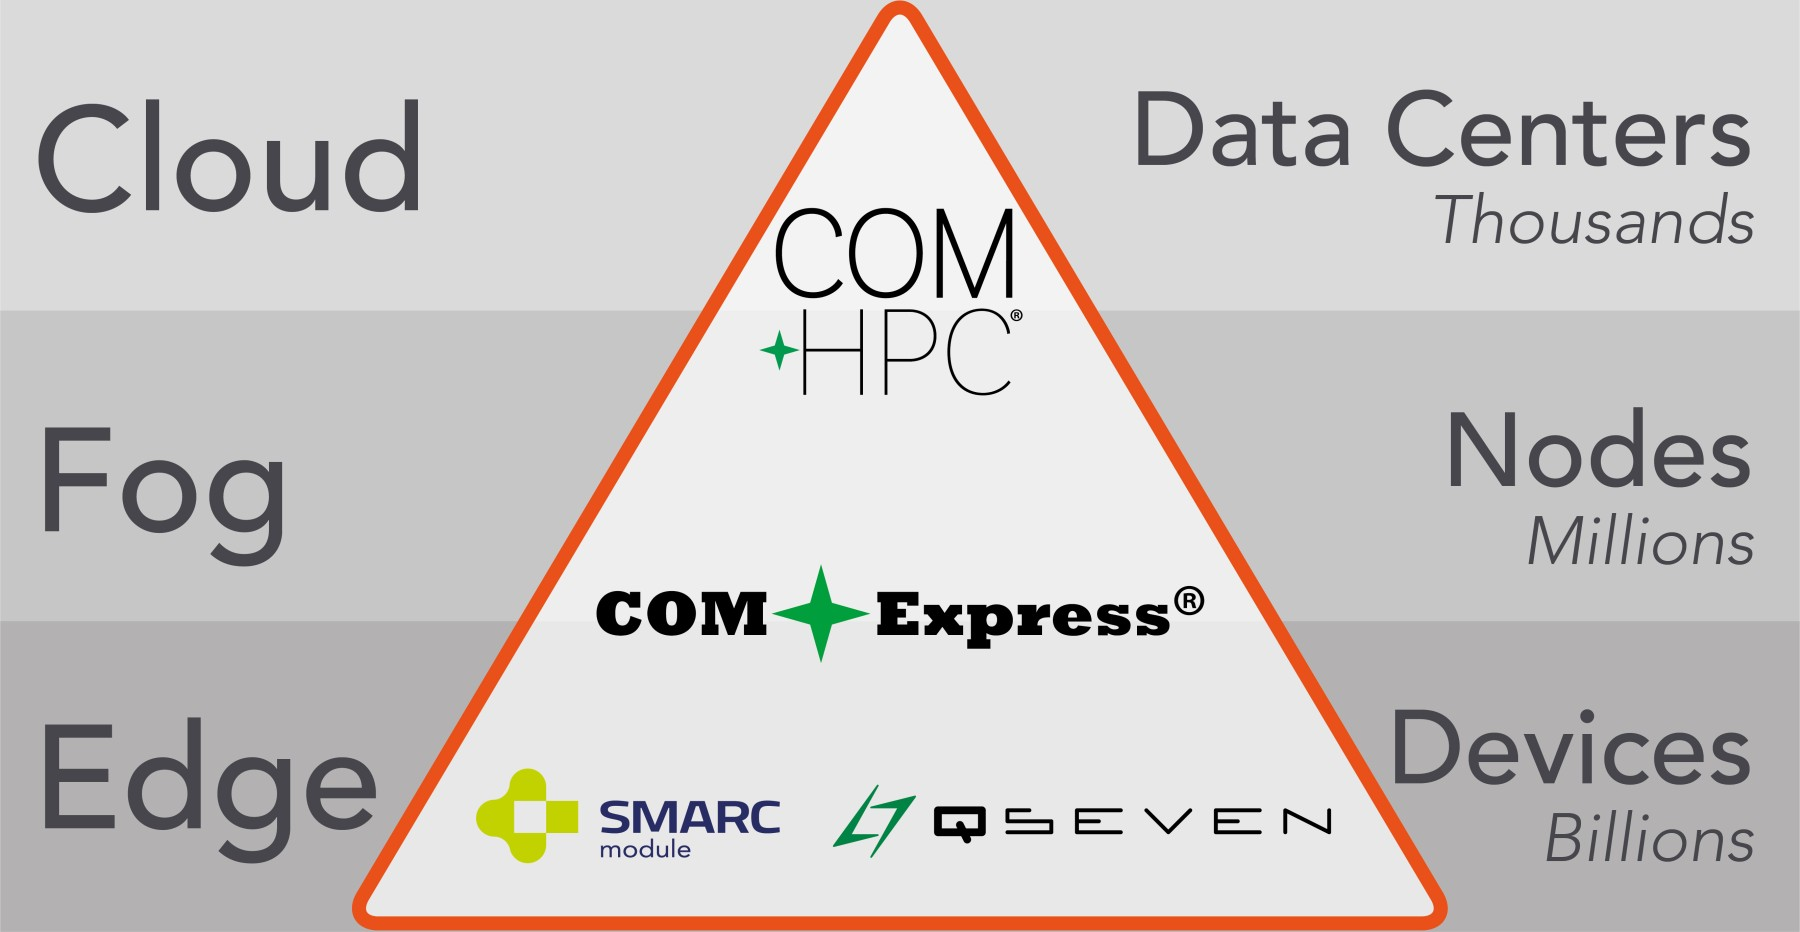 Cloud
Data Centers
Thousands
COM
HPC®
Fog
Nodes
Millions
COM Express®
Edge
Devices
Billions
SMARC
module
QSEVEN